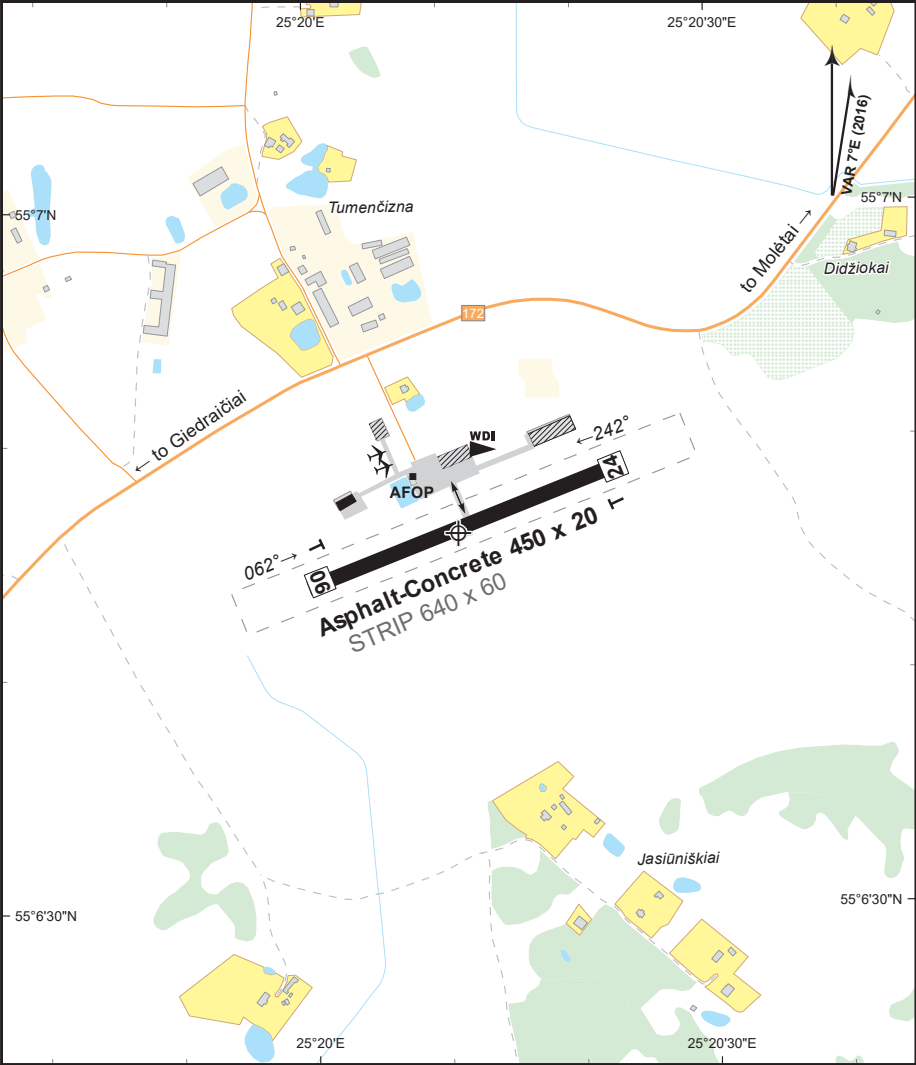 25°20'E
25°20'30"E
VAR 7°E (2016)
55°7'N
55°7'N
Tumenčizna
to Molėtai →
Didžiokai
172
← to Giedraičiai
WDI
←242°
24
AFOP
T
T
062°→
06
Asphalt-Concrete 450 x 20
STRIP 640 x 60
Jasiūniškiai
55°6'30"N
55°6'30"N
25°20'E
25°20'30"E